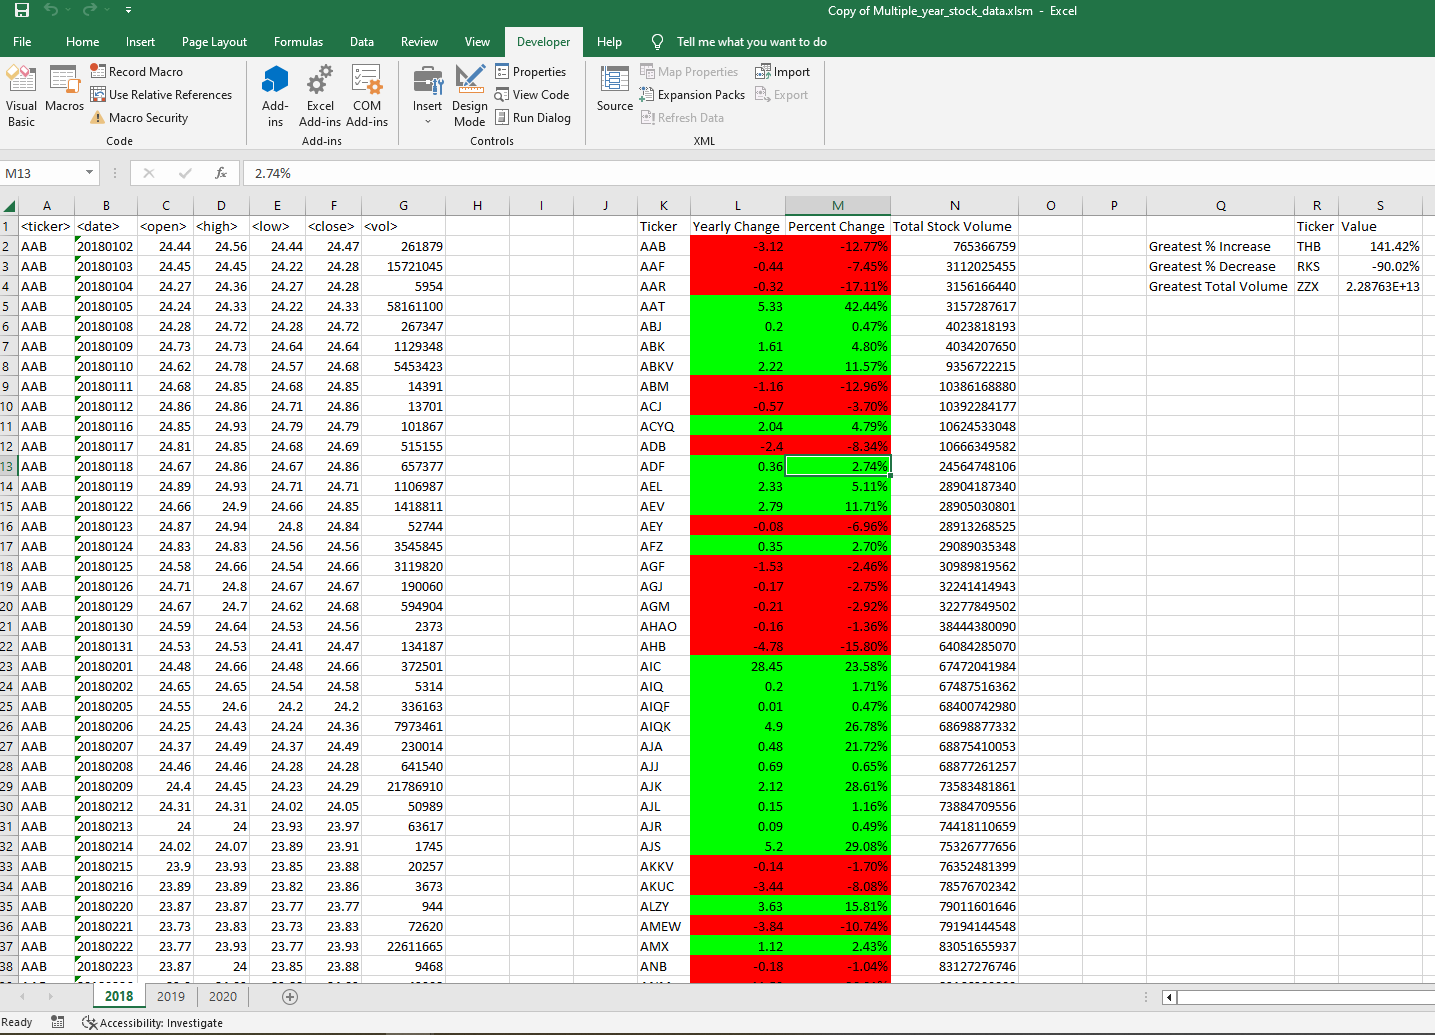 Copy of Multiple_year_stock_data.xlsm - Excel
File Home Insert Page Layout Formulas Data Review View Developer Help Tell me what you want to do
Visual Basic
Macros
Record Macro
Use Relative References
Macro Security
Code
Add-ins
Excel Add-ins
COM Add-ins
Add-ins
Insert
Design Mode
Properties
View Code
Run Dialog
Controls
Source
Map Properties
Expansion Packs
Refresh Data
Import
Export
XML
M13 fx 2.74%
A B C D E F G H I J K L M N O P Q R S
1 <ticker> <date> <open> <high> <low> <close> <vol> Ticker Yearly Change Percent Change Total Stock Volume Ticker Value
2 AAB 20180102 24.44 24.56 24.44 24.47 261879 AAB -3.12 -12.77% 765366759 Greatest % Increase THB 141.42%
3 AAB 20180103 24.45 24.45 24.22 24.28 15721045 AAF -0.44 -7.45% 3112025455 Greatest % Decrease RKS -90.02%
4 AAB 20180104 24.27 24.36 24.27 24.28 5954 AAR -0.32 -17.11% 3156166440 Greatest Total Volume ZZX 2.28763E+13
5 AAB 20180105 24.24 24.33 24.22 24.33 58161100 AAT 5.33 42.44% 3157287617
6 AAB 20180108 24.28 24.72 24.28 24.72 267347 ABJ 0.2 0.47% 4023818193
7 AAB 20180109 24.73 24.73 24.64 24.64 1129348 ABK 1.61 4.80% 4034207650
8 AAB 20180110 24.62 24.78 24.57 24.68 5453423 ABKV 2.22 11.57% 9356722215
9 AAB 20180111 24.68 24.85 24.68 24.85 14391 ABM -1.16 -12.96% 10386168880
10 AAB 20180112 24.86 24.86 24.71 24.86 13701 ACJ -0.57 -3.70% 10392284177
11 AAB 20180116 24.85 24.93 24.79 24.79 101867 ACYQ 2.04 4.79% 10624533048
12 AAB 20180117 24.81 24.85 24.68 24.69 515155 ADB -2.4 -8.34% 10666349582
13 AAB 20180118 24.67 24.86 24.67 24.86 657377 ADF 0.36 2.74% 24564748106
14 AAB 20180119 24.89 24.93 24.71 24.71 1106987 AEL 2.33 5.11% 28904187340
15 AAB 20180122 24.66 24.9 24.66 24.85 1418811 AEV 2.79 11.71% 28905030801
16 AAB 20180123 24.87 24.94 24.8 24.84 52744 AEY -0.08 -6.96% 28913268525
17 AAB 20180124 24.83 24.83 24.56 24.56 3545845 AFZ 0.35 2.70% 29089035348
18 AAB 20180125 24.58 24.66 24.54 24.66 3119820 AGF -1.53 -2.46% 30989819562
19 AAB 20180126 24.71 24.8 24.67 24.67 190060 AGJ -0.17 -2.75% 32241414943
20 AAB 20180129 24.67 24.7 24.62 24.68 594904 AGM -0.21 -2.92% 32277849502
21 AAB 20180130 24.59 24.64 24.53 24.56 2373 AHAO -0.16 -1.36% 38444380090
22 AAB 20180131 24.53 24.53 24.41 24.47 134187 AHB -4.78 -15.80% 64084285070
23 AAB 20180201 24.48 24.66 24.48 24.66 372501 AIC 28.45 23.58% 67472041984
24 AAB 20180202 24.65 24.65 24.54 24.58 5314 AIQ 0.2 1.71% 67487516362
25 AAB 20180205 24.55 24.6 24.2 24.2 336163 AIQF 0.01 0.47% 68400742980
26 AAB 20180206 24.25 24.43 24.24 24.36 7973461 AIQK 4.9 26.78% 68698877332
27 AAB 20180207 24.37 24.49 24.37 24.49 230014 AJA 0.48 21.72% 68875410053
28 AAB 20180208 24.46 24.46 24.28 24.28 641540 AJJ 0.69 0.65% 68877261257
29 AAB 20180209 24.4 24.45 24.23 24.29 21786910 AJK 2.12 28.61% 73583481861
30 AAB 20180212 24.31 24.31 24.02 24.05 50989 AJL 0.15 1.16% 73884709556
31 AAB 20180213 24 24 23.93 23.97 63617 AJR 0.09 0.49% 74418110659
32 AAB 20180214 24.02 24.07 23.89 23.91 1745 AJS 5.2 29.08% 75326777656
33 AAB 20180215 23.9 23.93 23.85 23.88 20257 AKKV -0.14 -1.70% 76352481399
34 AAB 20180216 23.89 23.89 23.82 23.86 3673 AKUC -3.44 -8.08% 78576702342
35 AAB 20180220 23.87 23.87 23.77 23.77 944 ALZY 3.63 15.81% 79011601646
36 AAB 20180221 23.73 23.83 23.73 23.83 72620 AMEW -3.84 -10.74% 79194144548
37 AAB 20180222 23.77 23.93 23.77 23.93 22611665 AMX 1.12 2.43% 83051655937
38 AAB 20180223 23.87 24 23.85 23.88 9468 ANB -0.18 -1.04% 83127276746
2018 2019 2020
Ready Accessibility: Investigate